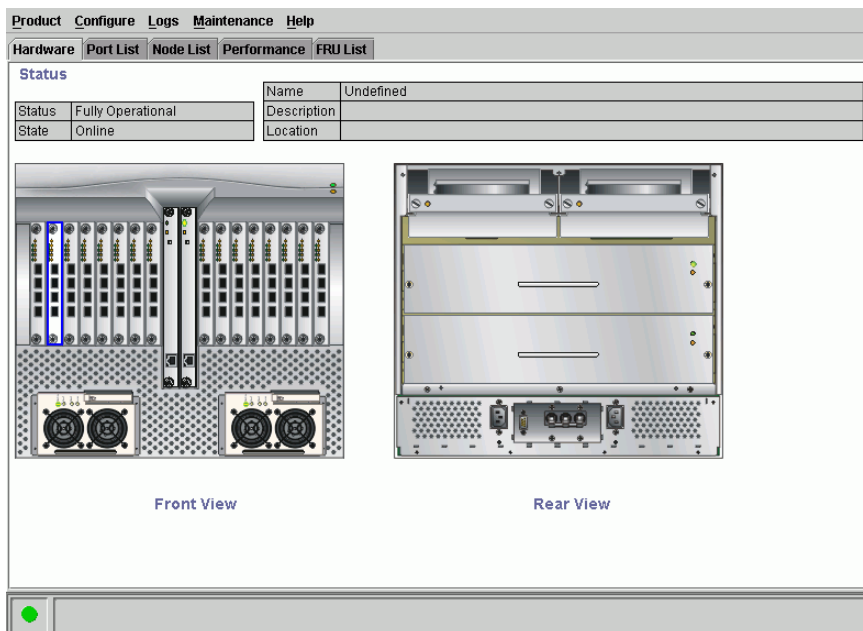 Product Configure Logs Maintenance Help
Hardware Port List Node List Performance FRU List
Status
Name Undefined
Status Fully Operational Description
State Online Location
Front View Rear View